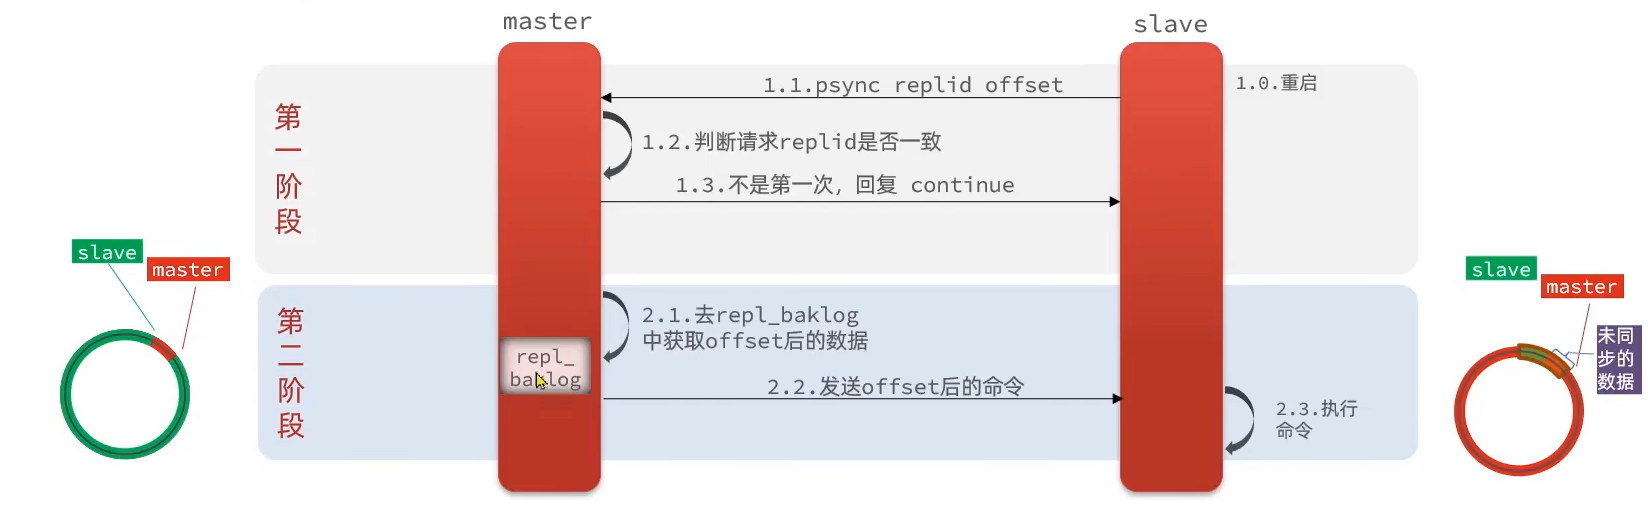 master
slave
第一阶段
1.0.重启
1.1.psync replid offset
1.2.判断请求replid是否一致
1.3.不是第一次，回复 continue
第二阶段
2.1.去repl_baklog
中获取offset后的数据
repl_
baklog
2.2.发送offset后的命令
2.3.执行
命令
slave
master
slave
master
未同
步的
数据